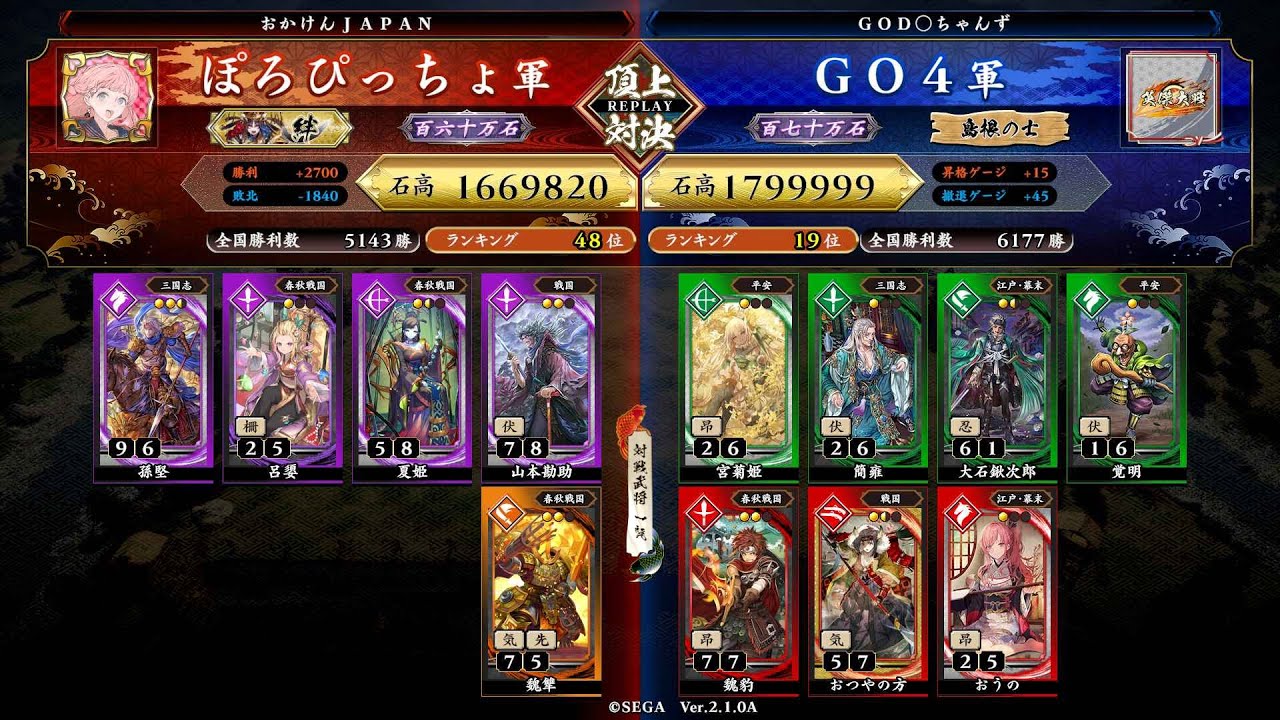 おかけんJAPAN
GOD〇ちゃんず
ぽろぴっちょ軍
頂上
REPLAY
対決
GO4軍
英傑大戦
絆
百六十万石
百七十万石
島根の士
勝利 +2700
敗北 -1840
石高 1669820
石高 1799999
昇格ゲージ +15
撤退ゲージ +45
全国勝利数 5143勝
ランキング 48位
ランキング 19位
全国勝利数 6177勝
三国志
春秋戦国
春秋戦国
戦国
平安
三国志
江戸・幕末
平安
柵
伏
昂
伏
忍
伏
9 6
2 5
5 8
7 8
2 6
2 6
6 1
1 6
孫堅
呂嬃
夏姫
山本勘助
宮菊姫
簡雍
大石鍬次郎
覚明
対戦武将一覧
春秋戦国
春秋戦国
戦国
江戸・幕末
気 先
昂
気
昂
7 5
7 7
5 7
2 5
魏犨
魏豹
おつやの方
おうの
©SEGA Ver.2.1.0A